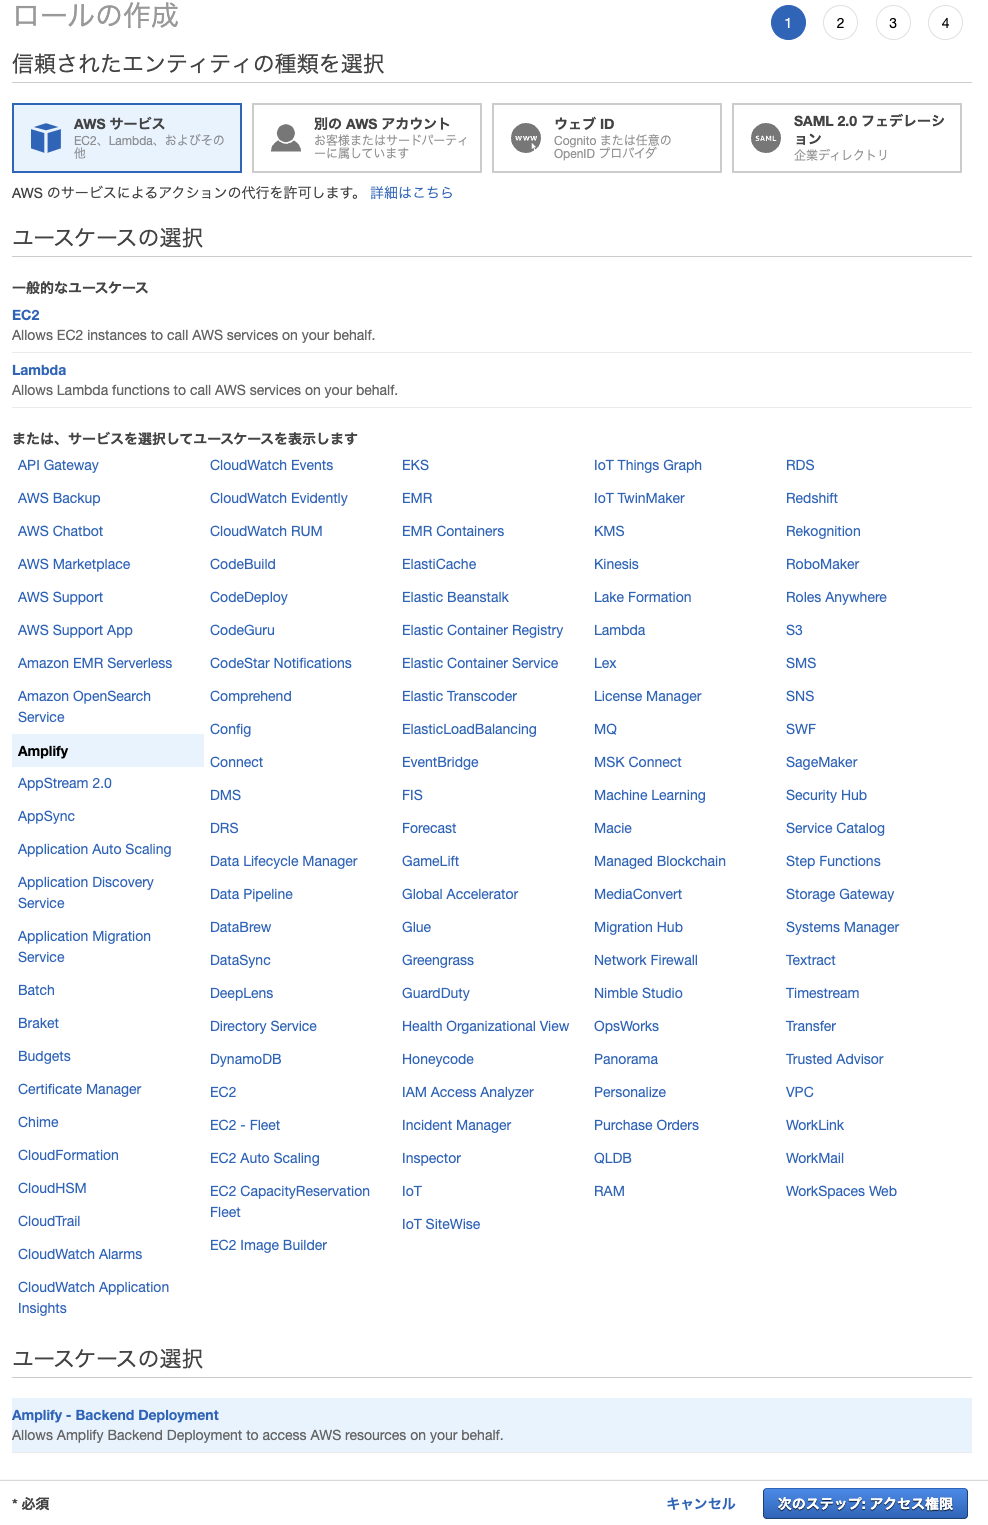 ロールの作成
1 2 3 4
信頼されたエンティティの種類を選択
AWS サービス
EC2、Lambda、およびその
他
別の AWS アカウント
お客様またはサードパーティ
ーに属しています
www
ウェブ ID
Cognito または任意の
OpenID プロバイダ
SAML
SAML 2.0 フェデレーシ
ョン
企業ディレクトリ
AWS のサービスによるアクションの代行を許可します。 詳細はこちら
ユースケースの選択
一般的なユースケース
EC2
Allows EC2 instances to call AWS services on your behalf.
Lambda
Allows Lambda functions to call AWS services on your behalf.
または、サービスを選択してユースケースを表示します
API Gateway
AWS Backup
AWS Chatbot
AWS Marketplace
AWS Support
AWS Support App
Amazon EMR Serverless
Amazon OpenSearch
Service
Amplify
AppStream 2.0
AppSync
Application Auto Scaling
Application Discovery
Service
Application Migration
Service
Batch
Braket
Budgets
Certificate Manager
Chime
CloudFormation
CloudHSM
CloudTrail
CloudWatch Alarms
CloudWatch Application
Insights
CloudWatch Events
CloudWatch Evidently
CloudWatch RUM
CodeBuild
CodeDeploy
CodeGuru
CodeStar Notifications
Comprehend
Config
Connect
DMS
DRS
Data Lifecycle Manager
Data Pipeline
DataBrew
DataSync
DeepLens
Directory Service
DynamoDB
EC2
EC2 - Fleet
EC2 Auto Scaling
EC2 CapacityReservation
Fleet
EC2 Image Builder
EKS
EMR
EMR Containers
ElastiCache
Elastic Beanstalk
Elastic Container Registry
Elastic Container Service
Elastic Transcoder
ElasticLoadBalancing
EventBridge
FIS
Forecast
GameLift
Global Accelerator
Glue
Greengrass
GuardDuty
Health Organizational View
Honeycode
IAM Access Analyzer
Incident Manager
Inspector
IoT
IoT SiteWise
IoT Things Graph
IoT TwinMaker
KMS
Kinesis
Lake Formation
Lambda
Lex
License Manager
MQ
MSK Connect
Machine Learning
Macie
Managed Blockchain
MediaConvert
Migration Hub
Network Firewall
Nimble Studio
OpsWorks
Panorama
Personalize
Purchase Orders
QLDB
RAM
RDS
Redshift
Rekognition
RoboMaker
Roles Anywhere
S3
SMS
SNS
SWF
SageMaker
Security Hub
Service Catalog
Step Functions
Storage Gateway
Systems Manager
Textract
Timestream
Transfer
Trusted Advisor
VPC
WorkLink
WorkMail
WorkSpaces Web
ユースケースの選択
Amplify - Backend Deployment
Allows Amplify Backend Deployment to access AWS resources on your behalf.
* 必須
キャンセル
次のステップ: アクセス権限